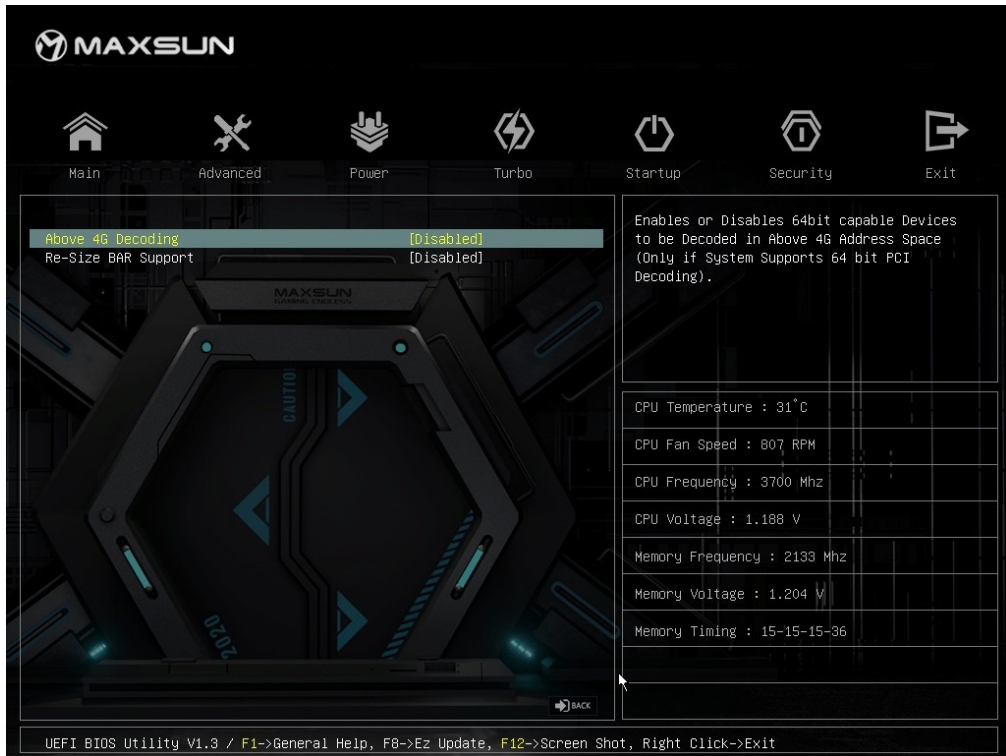 MAXSUN
Main Advanced Power Turbo Startup Security Exit
Above 4G Decoding [Disabled]
Re-Size BAR Support [Disabled]
MAXSUN
GAMING ENDLESS
CAUTIO
2020
BACK
Enables or Disables 64bit capable Devices
to be Decoded in Above 4G Address Space
(Only if System Supports 64 bit PCI
Decoding).
CPU Temperature : 31°C
CPU Fan Speed : 807 RPM
CPU Frequency : 3700 Mhz
CPU Voltage : 1.188 V
Memory Frequency : 2133 Mhz
Memory Voltage : 1.204 V
Memory Timing : 15-15-15-36
UEFI BIOS Utility V1.3 / F1->General Help, F8->Ez Update, F12->Screen Shot, Right Click->Exit